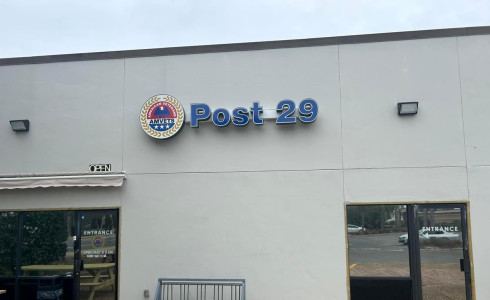 AMVETS
Post 29
OPEN
ENTRANCE
ENTRANCE